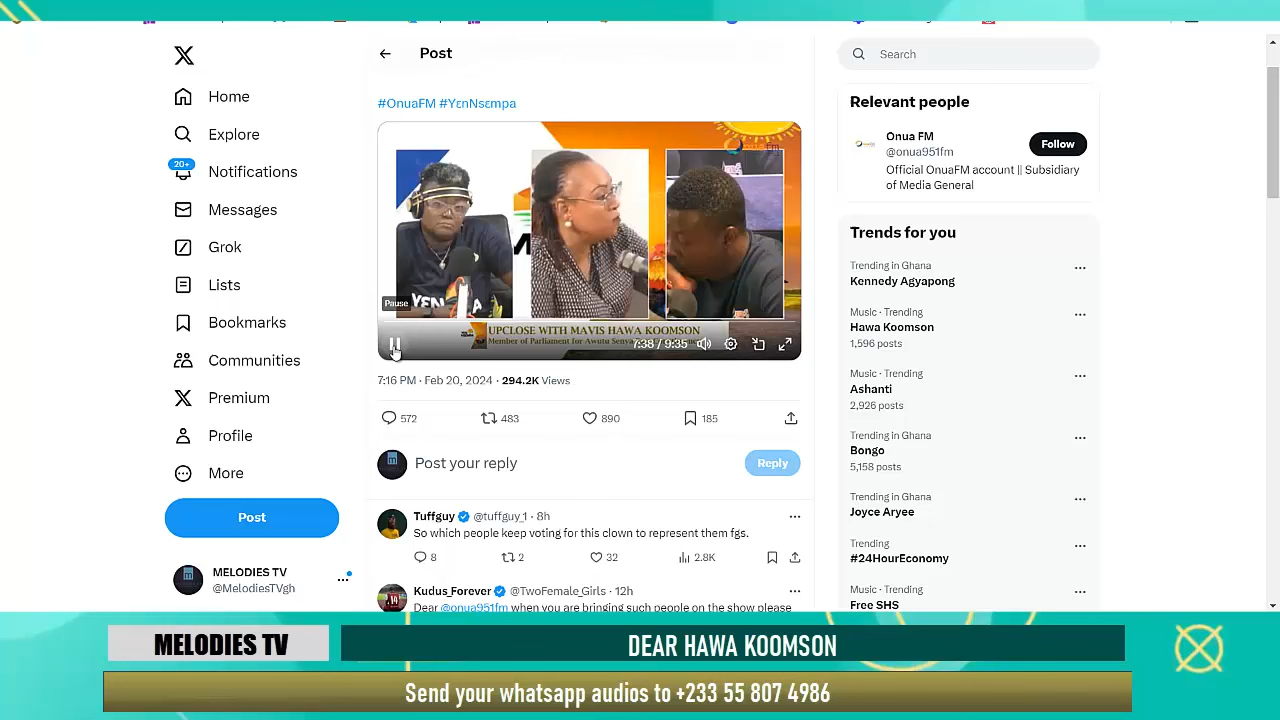 Post
Search
Home
Explore
20+
Notifications
Messages
Grok
Lists
Bookmarks
Communities
Premium
Profile
More
Post
MELODIES TV
@MelodiesTVgh
#OnuaFM #YɛnNsɛmpa
Pause
UPCLOSE WITH MAVIS HAWA KOOMSON
Member of Parliament for Awutu Senya
7:38 / 9:35
7:16 PM · Feb 20, 2024 · 294.2K Views
572
483
890
185
Post your reply
Reply
Tuffguy @tuffguy_1 · 8h
So which people keep voting for this clown to represent them fgs.
8
2
32
2.8K
Kudus_Forever @TwoFemale_Girls · 12h
Dear @onua951fm when you are bringing such people on the show please
Relevant people
Onua FM
@onua951fm
Follow
Official OnuaFM account || Subsidiary
of Media General
Trends for you
Trending in Ghana
Kennedy Agyapong
Music · Trending
Hawa Koomson
1,596 posts
Music · Trending
Ashanti
2,926 posts
Trending in Ghana
Bongo
5,158 posts
Trending in Ghana
Joyce Aryee
Trending
#24HourEconomy
Music · Trending
Free SHS
MELODIES TV
DEAR HAWA KOOMSON
Send your whatsapp audios to +233 55 807 4986